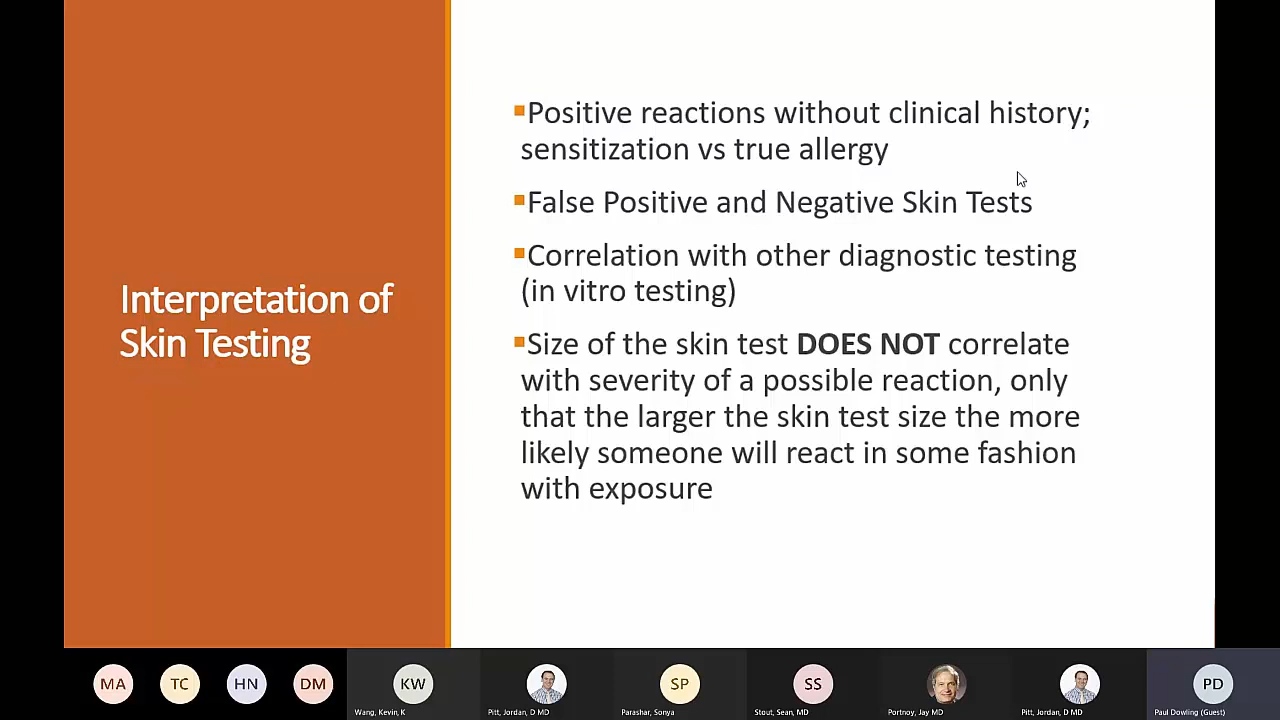 Interpretation of
Skin Testing
▪Positive reactions without clinical history;
sensitization vs true allergy
▪False Positive and Negative Skin Tests
▪Correlation with other diagnostic testing
(in vitro testing)
▪Size of the skin test DOES NOT correlate
with severity of a possible reaction, only
that the larger the skin test size the more
likely someone will react in some fashion
with exposure
MA
TC
HN
DM
KW
SP
SS
PD
Wang, Kevin, K
Pitt, Jordan, D MD
Parashar, Sonya
Stout, Sean, MD
Portnoy, Jay MD
Pitt, Jordan, D MD
Paul Dowling (Guest)